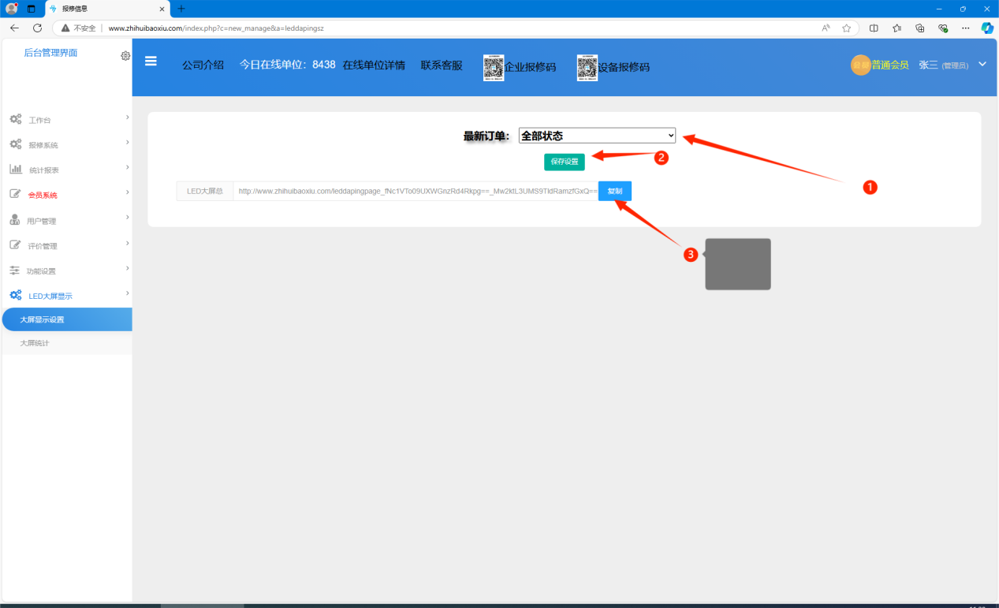 报修信息
不安全 | www.zhihuibaoxiu.com/index.php?c=new_manage&a=leddapingsz
后台管理界面
公司介绍 今日在线单位: 8438 在线单位详情 联系客服 企业报修码 设备报修码
普通会员 张三 (管理员)
工作台
报修系统
统计报表
会员系统
用户管理
评价管理
功能设置
LED大屏显示
大屏显示设置
大屏统计
最新订单: 全部状态
1
保存设置
2
LED大屏总 http://www.zhihuibaoxiu.com/leddapingpage_fNc1VTo09UXWGnzRd4Rkpg==_Mw2ktL3UMS9TldRamzfGxQ== 复制
3